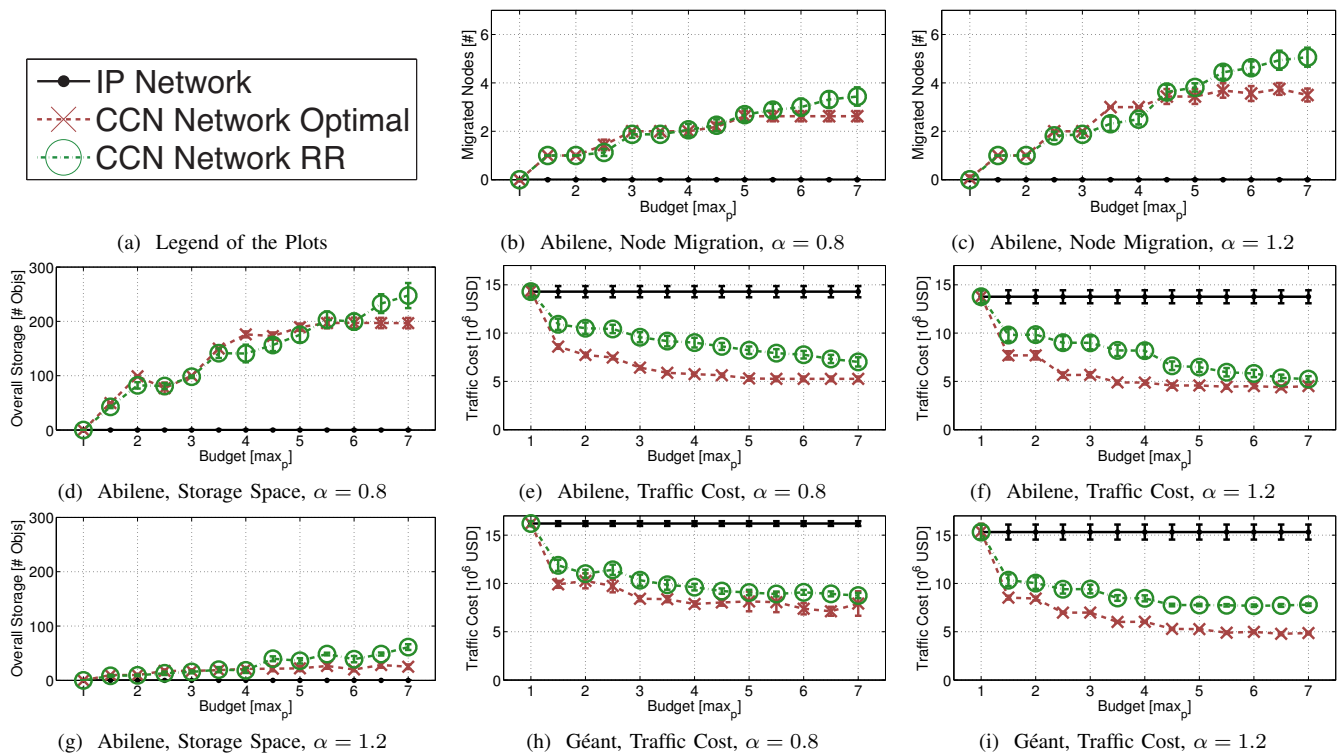 IP Network
CCN Network Optimal
CCN Network RR
(a) Legend of the Plots
Migrated Nodes [#]
6
4
2
0
1 2 3 4 5 6 7
Budget [max_p]
(b) Abilene, Node Migration, α = 0.8
Migrated Nodes [#]
6
4
2
0
1 2 3 4 5 6 7
Budget [max_p]
(c) Abilene, Node Migration, α = 1.2
Overall Storage [# Objs]
300
200
100
0
1 2 3 4 5 6 7
Budget [max_p]
(d) Abilene, Storage Space, α = 0.8
Traffic Cost [10^6 USD]
15
10
5
0
1 2 3 4 5 6 7
Budget [max_p]
(e) Abilene, Traffic Cost, α = 0.8
Traffic Cost [10^6 USD]
15
10
5
0
1 2 3 4 5 6 7
Budget [max_p]
(f) Abilene, Traffic Cost, α = 1.2
Overall Storage [# Objs]
300
200
100
0
1 2 3 4 5 6 7
Budget [max_p]
(g) Abilene, Storage Space, α = 1.2
Traffic Cost [10^6 USD]
15
10
5
0
1 2 3 4 5 6 7
Budget [max_p]
(h) Géant, Traffic Cost, α = 0.8
Traffic Cost [10^6 USD]
15
10
5
0
1 2 3 4 5 6 7
Budget [max_p]
(i) Géant, Traffic Cost, α = 1.2